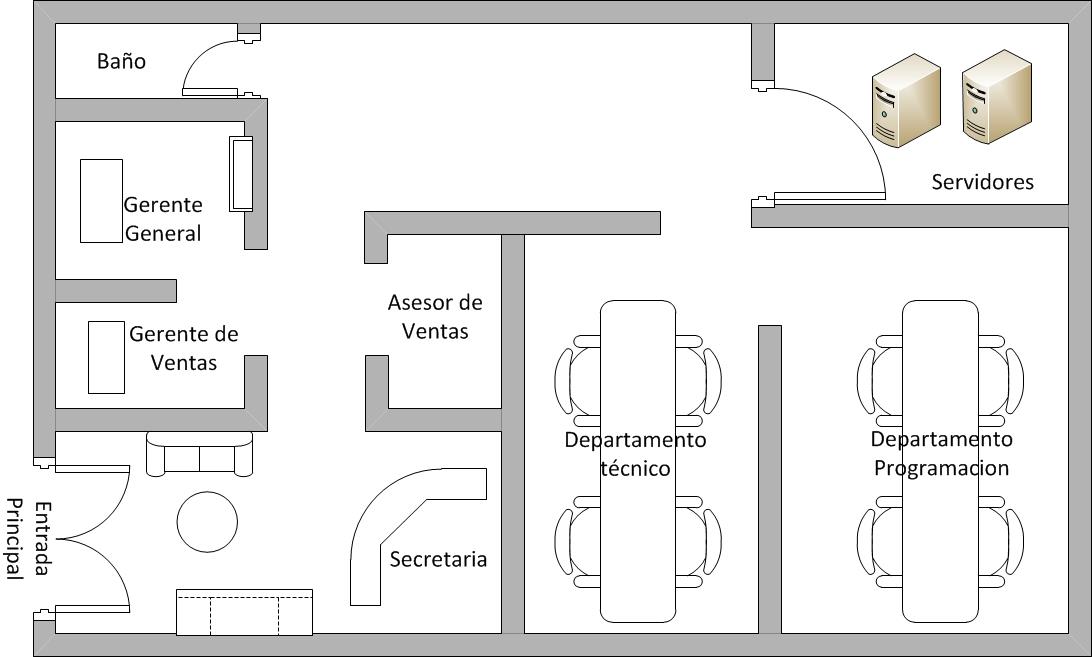 Baño
Servidores
Gerente
General
Asesor de
Ventas
Gerente de
Ventas
Departamento
técnico
Departamento
Programacion
Entrada
Principal
Secretaria